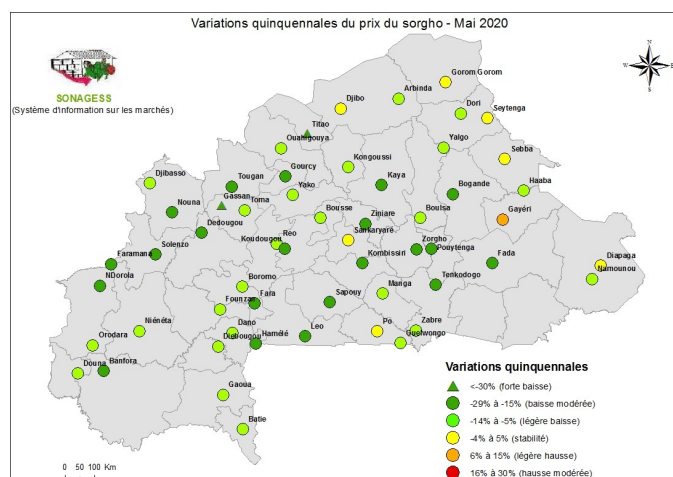 Variations quinquennales du prix du sorgho - Mai 2020
SONAGESS
(Système d'information sur les marchés)
N
W
E
S
Gorom Gorom
Arbinda
Djibo
Dori
Seytenga
Titao
Ouahigouya
Yalgo
Sebba
Kongoussi
Djibasso
Tougan
Gourcy
Kaya
Haaba
Yako
Bogande
Gassan
Toma
Nouna
Bousse
Boulsa
Gayéri
Dedougou
Ziniare
Sankaryaré
Koudougou
Reo
Zorgho
Pouytenga
Solenzo
Faramana
Kombissiri
Fada
Diapaga
Namounou
NDorola
Boromo
Tenkodogo
Fara
Sapouy
Manga
Founzan
Niénéta
Dano
Leo
Pô
Zabre
Orodara
Diebougou
Hamélé
Guelwongo
Douna
Banfora
Gaoua
Batie
Variations quinquennales
<-30% (forte baisse)
-29% à -15% (baisse modérée)
-14% à -5% (légère baisse)
-4% à 5% (stabilité)
6% à 15% (légère hausse)
16% à 30% (hausse modérée)
0 50 100 Km